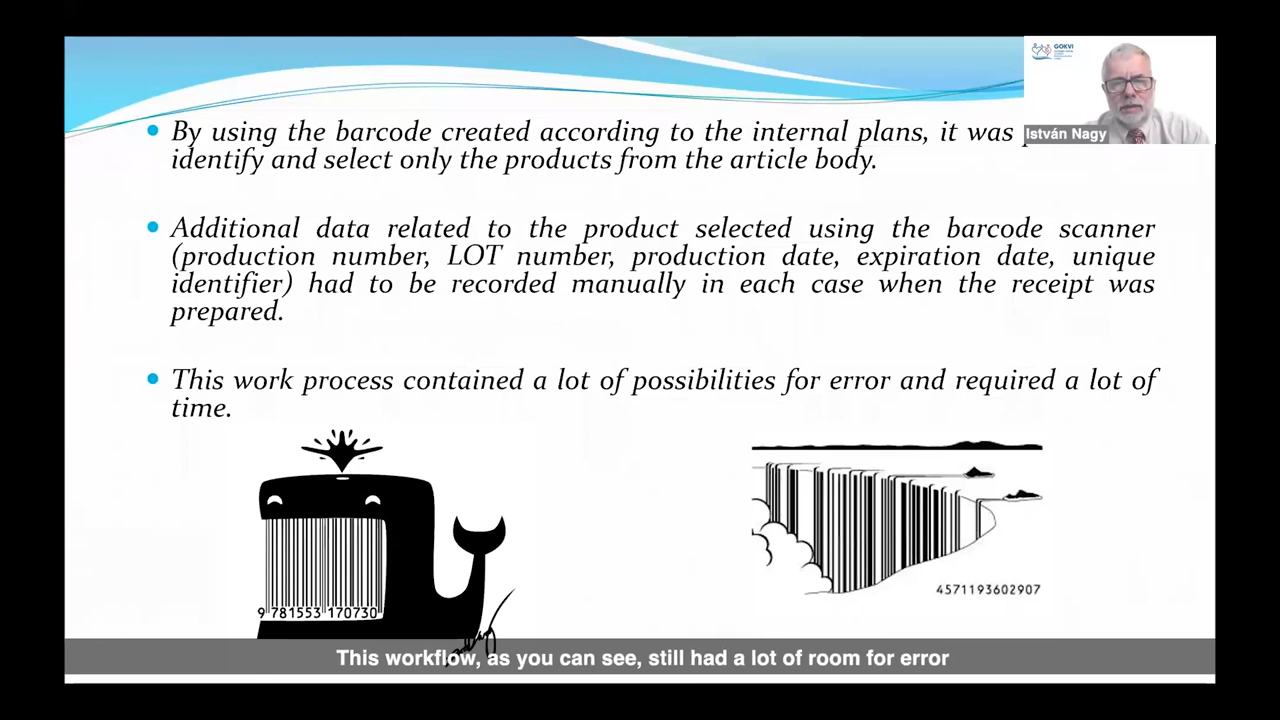 GOKVI
• By using the barcode created according to the internal plans, it was
István Nagy
identify and select only the products from the article body.
• Additional data related to the product selected using the barcode scanner
(production number, LOT number, production date, expiration date, unique
identifier) had to be recorded manually in each case when the receipt was
prepared.
• This work process contained a lot of possibilities for error and required a lot of
time.
9 781553 170730
4571193602907
This workflow, as you can see, still had a lot of room for error